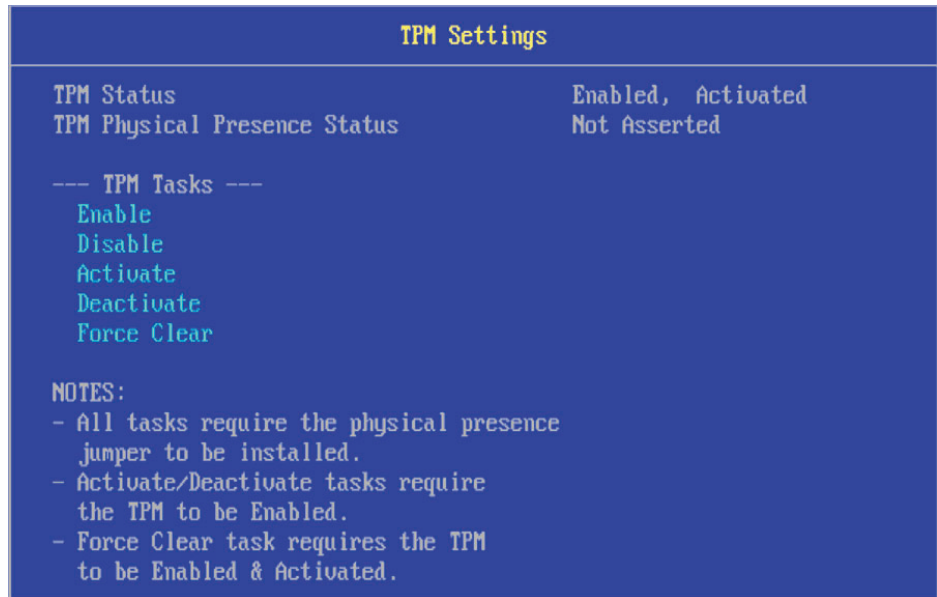 TPM Settings
TPM Status Enabled, Activated
TPM Physical Presence Status Not Asserted
--- TPM Tasks ---
Enable
Disable
Activate
Deactivate
Force Clear
NOTES:
- All tasks require the physical presence
jumper to be installed.
- Activate/Deactivate tasks require
the TPM to be Enabled.
- Force Clear task requires the TPM
to be Enabled & Activated.